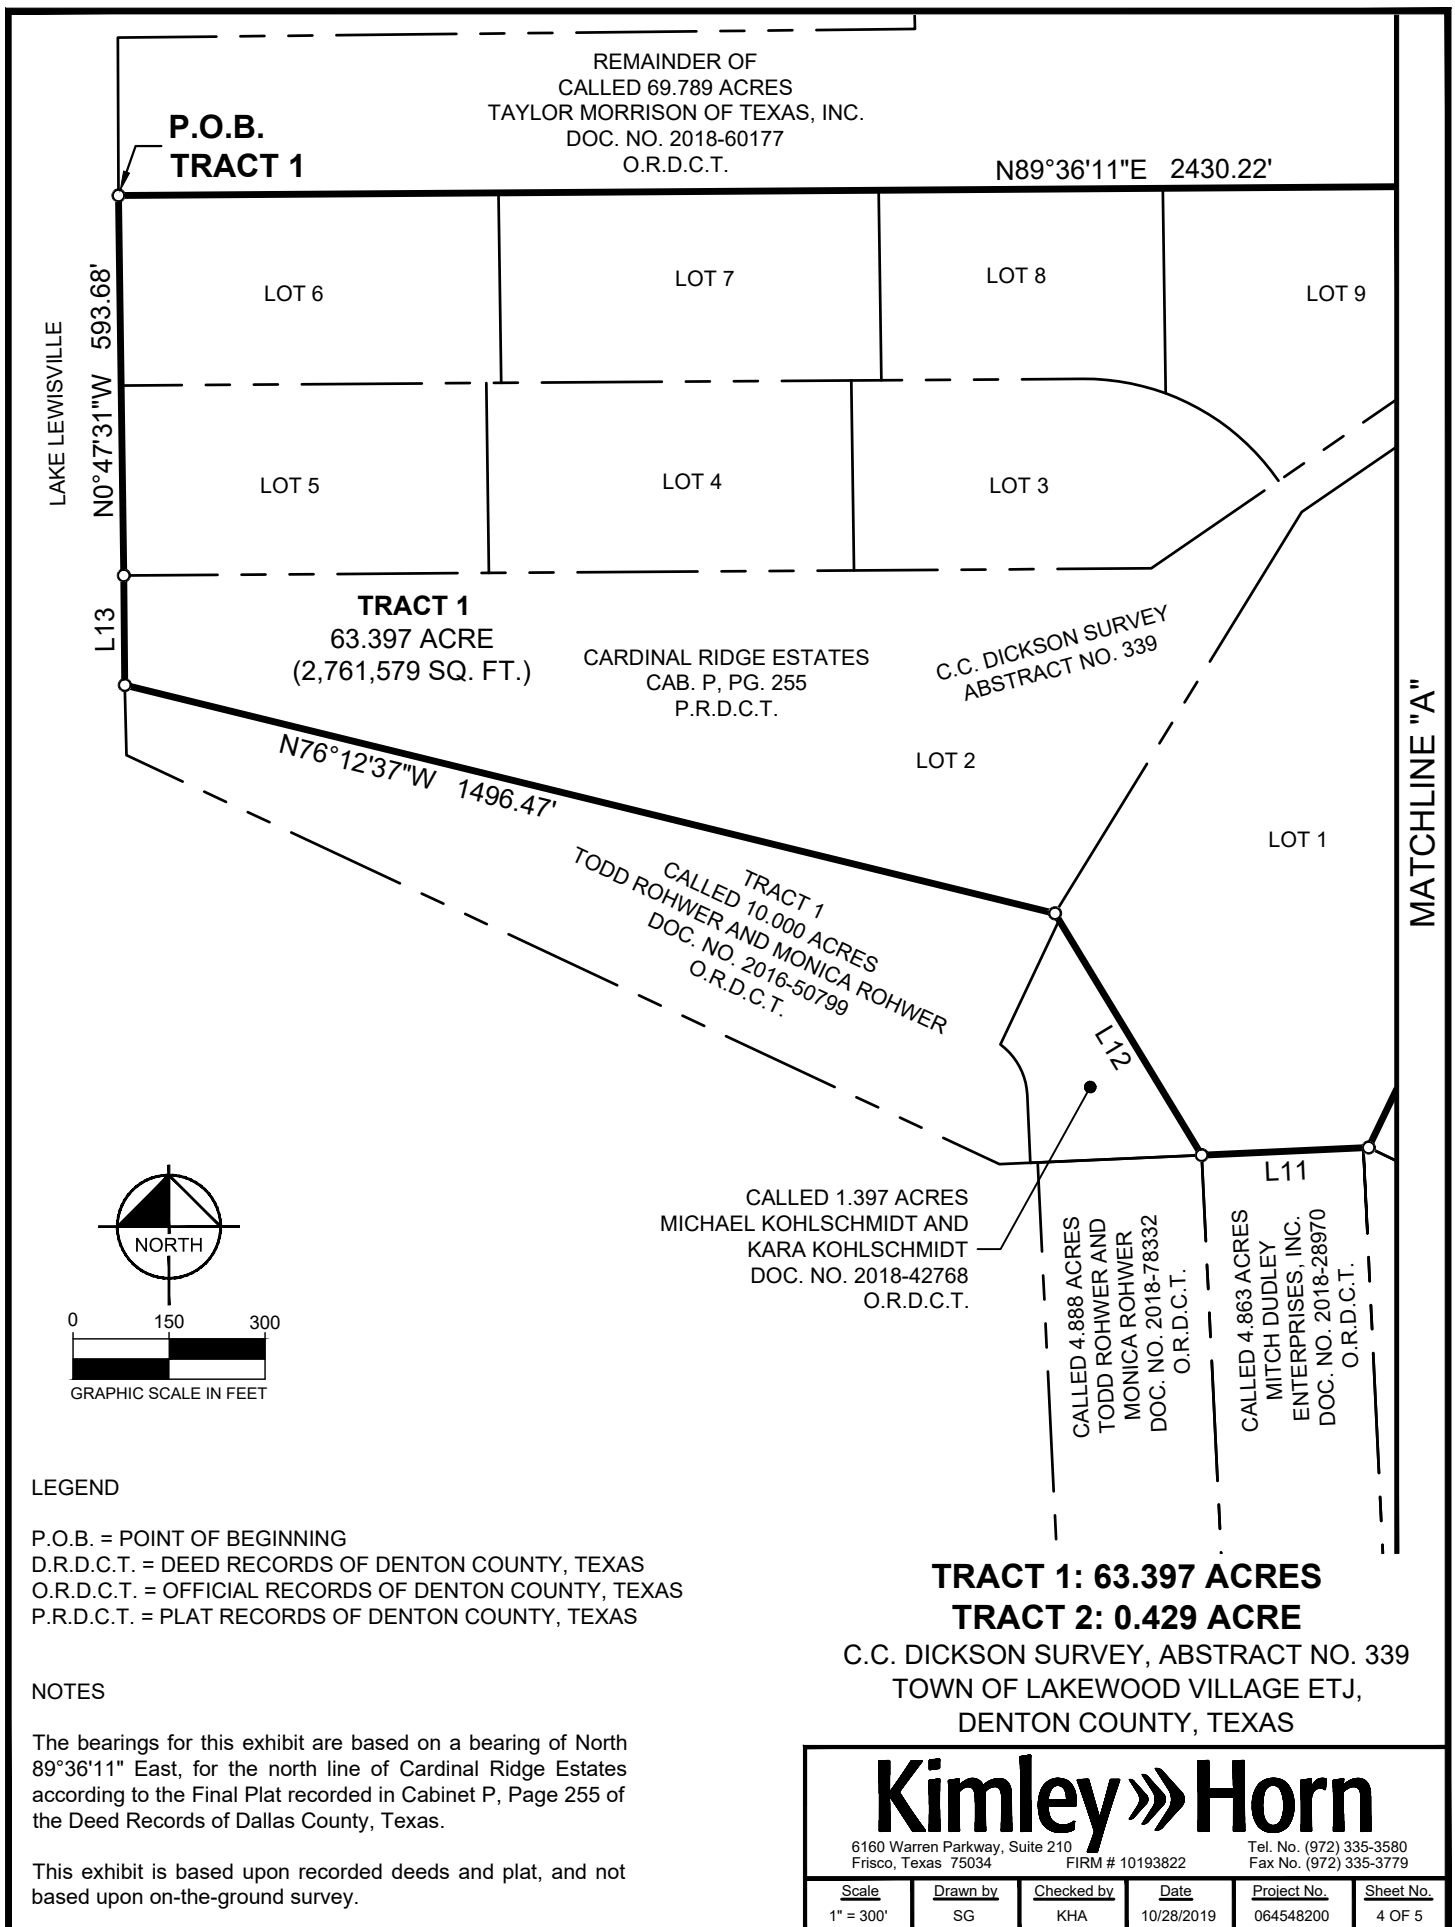 REMAINDER OF
CALLED 69.789 ACRES
TAYLOR MORRISON OF TEXAS, INC.
DOC. NO. 2018-60177
O.R.D.C.T.
P.O.B.
TRACT 1
N89°36'11"E 2430.22'
LOT 6
LOT 7
LOT 8
LOT 9
LAKE LEWISVILLE
N0°47'31"W 593.68'
LOT 5
LOT 4
LOT 3
L13
TRACT 1
63.397 ACRE
(2,761,579 SQ. FT.)
CARDINAL RIDGE ESTATES
CAB. P, PG. 255
P.R.D.C.T.
C.C. DICKSON SURVEY
ABSTRACT NO. 339
N76°12'37"W 1496.47'
LOT 2
LOT 1
MATCHLINE "A"
TRACT 1
CALLED 10.000 ACRES
TODD ROHWER AND MONICA ROHWER
DOC. NO. 2016-50799
O.R.D.C.T.
L12
L11
CALLED 1.397 ACRES
MICHAEL KOHLSCHMIDT AND
KARA KOHLSCHMIDT
DOC. NO. 2018-42768
O.R.D.C.T.
CALLED 4.888 ACRES
TODD ROHWER AND
MONICA ROHWER
DOC. NO. 2018-78332
O.R.D.C.T.
CALLED 4.863 ACRES
MITCH DUDLEY
ENTERPRISES, INC.
DOC. NO. 2018-28970
O.R.D.C.T.
NORTH
0 150 300
GRAPHIC SCALE IN FEET
LEGEND
P.O.B. = POINT OF BEGINNING
D.R.D.C.T. = DEED RECORDS OF DENTON COUNTY, TEXAS
O.R.D.C.T. = OFFICIAL RECORDS OF DENTON COUNTY, TEXAS
P.R.D.C.T. = PLAT RECORDS OF DENTON COUNTY, TEXAS
NOTES
The bearings for this exhibit are based on a bearing of North
89°36'11" East, for the north line of Cardinal Ridge Estates
according to the Final Plat recorded in Cabinet P, Page 255 of
the Deed Records of Dallas County, Texas.
This exhibit is based upon recorded deeds and plat, and not
based upon on-the-ground survey.
TRACT 1: 63.397 ACRES
TRACT 2: 0.429 ACRE
C.C. DICKSON SURVEY, ABSTRACT NO. 339
TOWN OF LAKEWOOD VILLAGE ETJ,
DENTON COUNTY, TEXAS
Kimley»Horn
6160 Warren Parkway, Suite 210 Tel. No. (972) 335-3580
Frisco, Texas 75034 FIRM # 10193822 Fax No. (972) 335-3779
Scale Drawn by Checked by Date Project No. Sheet No.
1" = 300' SG KHA 10/28/2019 064548200 4 OF 5